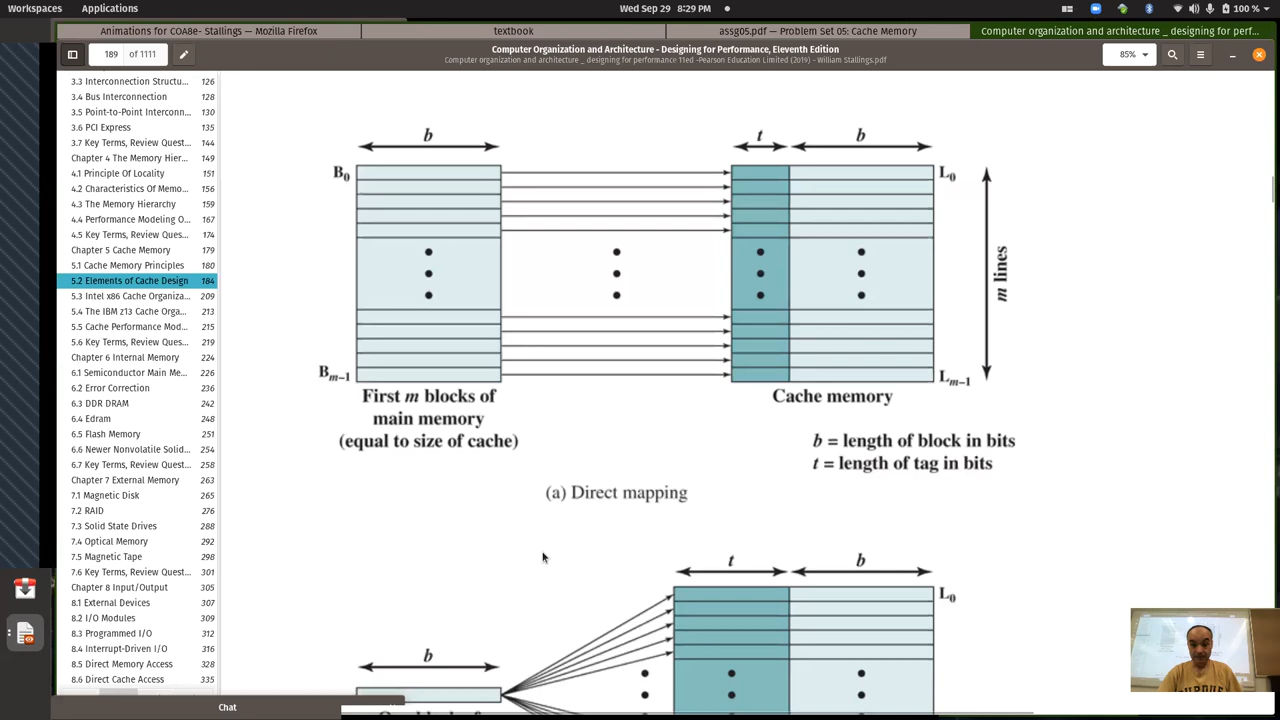 Workspaces Applications Wed Sep 29 8:29 PM 100 %
Animations for COA8e- Stallings — Mozilla Firefox textbook assg05.pdf — Problem Set 05: Cache Memory Computer organization and architecture _ designing for perf...
189 of 1111 Computer Organization and Architecture - Designing for Performance, Eleventh Edition 85%
Computer organization and architecture _ designing for performance 11ed -Pearson Education Limited (2019) - William Stallings.pdf
3.3 Interconnection Structu... 126
3.4 Bus Interconnection 128
3.5 Point-to-Point Interconn... 130
3.6 PCI Express 135
3.7 Key Terms, Review Quest... 144
Chapter 4 The Memory Hier... 149
4.1 Principle Of Locality 151
4.2 Characteristics Of Memo... 156
4.3 The Memory Hierarchy 159
4.4 Performance Modeling O... 167
4.5 Key Terms, Review Ques... 174
Chapter 5 Cache Memory 179
5.1 Cache Memory Principles 180
5.2 Elements of Cache Design 184
5.3 Intel x86 Cache Organiza... 209
5.4 The IBM z13 Cache Orga... 213
5.5 Cache Performance Mod... 215
5.6 Key Terms, Review Ques... 219
Chapter 6 Internal Memory 224
6.1 Semiconductor Main Me... 226
6.2 Error Correction 236
6.3 DDR DRAM 242
6.4 Edram 248
6.5 Flash Memory 251
6.6 Newer Nonvolatile Solid... 254
6.7 Key Terms, Review Quest... 258
Chapter 7 External Memory 263
7.1 Magnetic Disk 265
7.2 RAID 276
7.3 Solid State Drives 288
7.4 Optical Memory 292
7.5 Magnetic Tape 298
7.6 Key Terms, Review Quest... 301
Chapter 8 Input/Output 305
8.1 External Devices 307
8.2 I/O Modules 309
8.3 Programmed I/O 312
8.4 Interrupt-Driven I/O 316
8.5 Direct Memory Access 328
8.6 Direct Cache Access 335
Chat
b t b
B0 L0
m lines
Bm–1 Lm–1
First m blocks of
main memory
(equal to size of cache)
Cache memory
b = length of block in bits
t = length of tag in bits
(a) Direct mapping
t b
L0
b